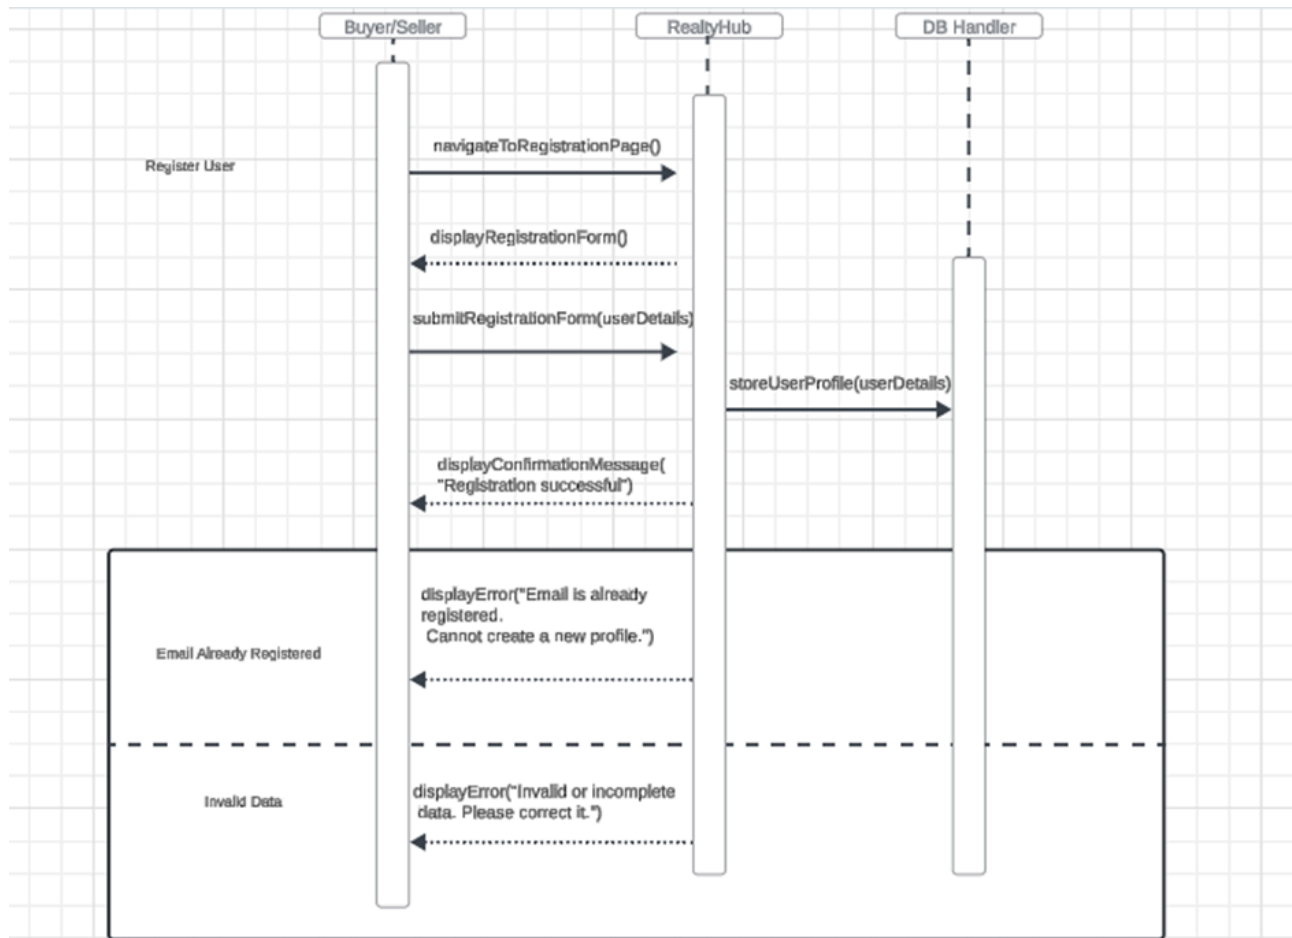 Buyer/Seller
RealtyHub
DB Handler
navigateToRegistrationPage()
Register User
displayRegistrationForm()
submitRegistrationForm(userDetails)
storeUserProfile(userDetails)
displayConfirmationMessage(
"Registration successful")
displayError("Email is already
registered.
Cannot create a new profile.")
Email Already Registered
displayError("Invalid or incomplete
data. Please correct it.")
Invalid Data